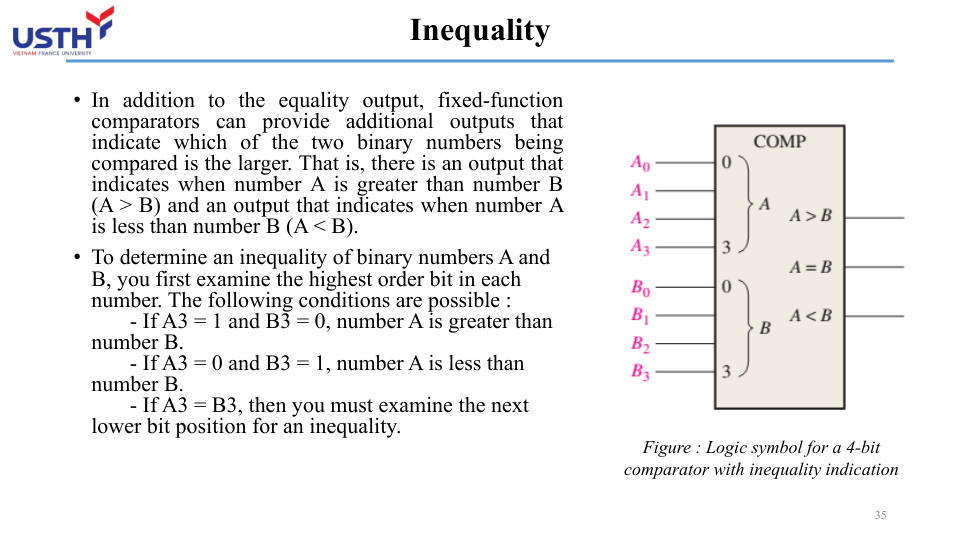 USTH
VIETNAM FRANCE UNIVERSITY
Inequality
• In addition to the equality output, fixed-function
comparators can provide additional outputs that
indicate which of the two binary numbers being
compared is the larger. That is, there is an output that
indicates when number A is greater than number B
(A > B) and an output that indicates when number A
is less than number B (A < B).
• To determine an inequality of binary numbers A and
B, you first examine the highest order bit in each
number. The following conditions are possible :
- If A3 = 1 and B3 = 0, number A is greater than
number B.
- If A3 = 0 and B3 = 1, number A is less than
number B.
- If A3 = B3, then you must examine the next
lower bit position for an inequality.
COMP
A0 0
A1
A2 A A > B
A3 3
A = B
B0 0
B1 B A < B
B2
B3 3
Figure : Logic symbol for a 4-bit
comparator with inequality indication
35